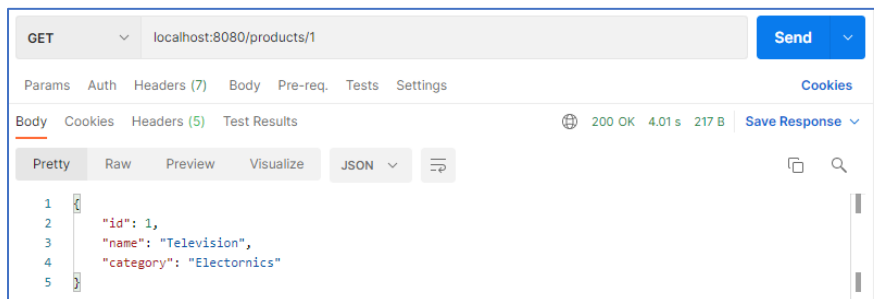 GET localhost:8080/products/1 Send
Params Auth Headers (7) Body Pre-req. Tests Settings Cookies
Body Cookies Headers (5) Test Results 200 OK 4.01 s 217 B Save Response
Pretty Raw Preview Visualize JSON
1 {
2 "id": 1,
3 "name": "Television",
4 "category": "Electornics"
5 }